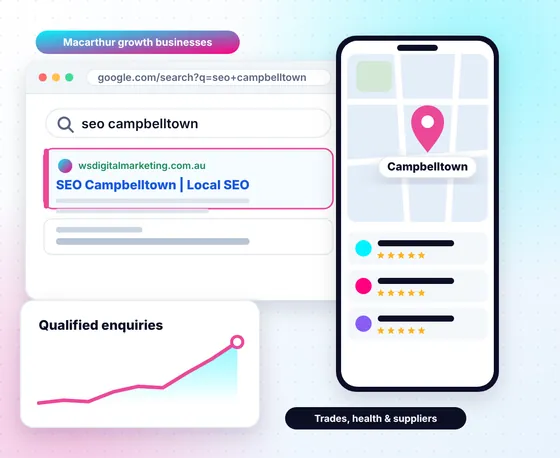 Macarthur growth businesses
google.com/search?q=seo+campbelltown
seo campbelltown
wsdigitalmarketing.com.au
SEO Campbelltown | Local SEO
Campbelltown
Qualified enquiries
Trades, health & suppliers